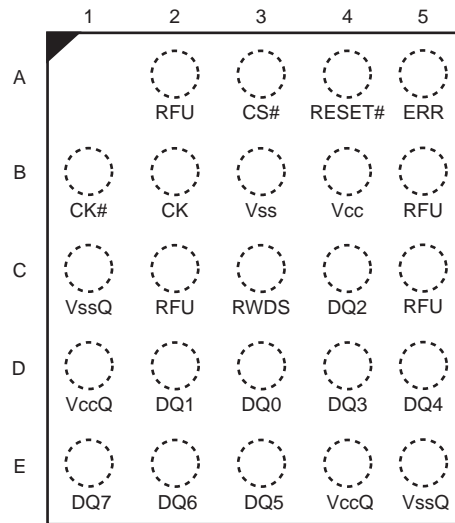 1 2 3 4 5
A
RFU CS# RESET# ERR
B
CK# CK Vss Vcc RFU
C
VssQ RFU RWDS DQ2 RFU
D
VccQ DQ1 DQ0 DQ3 DQ4
E
DQ7 DQ6 DQ5 VccQ VssQ